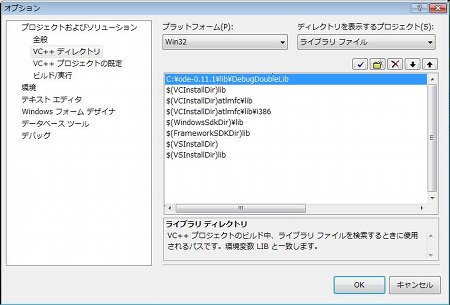 オプション
プロジェクトおよびソリューション
全般
VC++ ディレクトリ
VC++ プロジェクトの既定
ビルド/実行
環境
テキスト エディタ
Windows フォーム デザイナ
データベース ツール
デバッグ
プラットフォーム(P):
ディレクトリを表示するプロジェクト(S):
Win32
ライブラリ ファイル
C:¥ode-0.11.1¥lib¥DebugDoubleLib
$(VCInstallDir)lib
$(VCInstallDir)atlmfc¥lib
$(VCInstallDir)atlmfc¥lib¥i386
$(WindowsSdkDir)¥lib
$(FrameworkSDKDir)lib
$(VSInstallDir)
$(VSInstallDir)lib
ライブラリ ディレクトリ
VC++ プロジェクトのビルド中、ライブラリ ファイルを検索するときに使用
されるパスです。環境変数 LIB と一致します。
OK
キャンセル